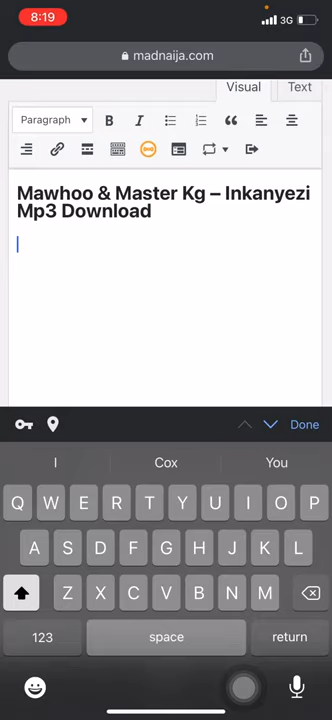 8:19
3G
madnaija.com
Visual Text
Paragraph
B I
Mawhoo & Master Kg – Inkanyezi
Mp3 Download
Done
I Cox You
Q W E R T Y U I O P
A S D F G H J K L
Z X C V B N M
123 space return